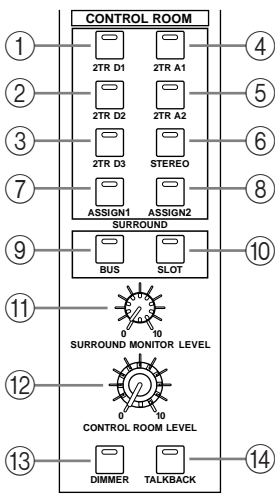 CONTROL ROOM
1 4
2TR D1 2TR A1
2 5
2TR D2 2TR A2
3 6
2TR D3 STEREO
7 8
ASSIGN1 ASSIGN2
SURROUND
9 10
BUS SLOT
11
0 10
SURROUND MONITOR LEVEL
12
0 10
CONTROL ROOM LEVEL
13 14
DIMMER TALKBACK